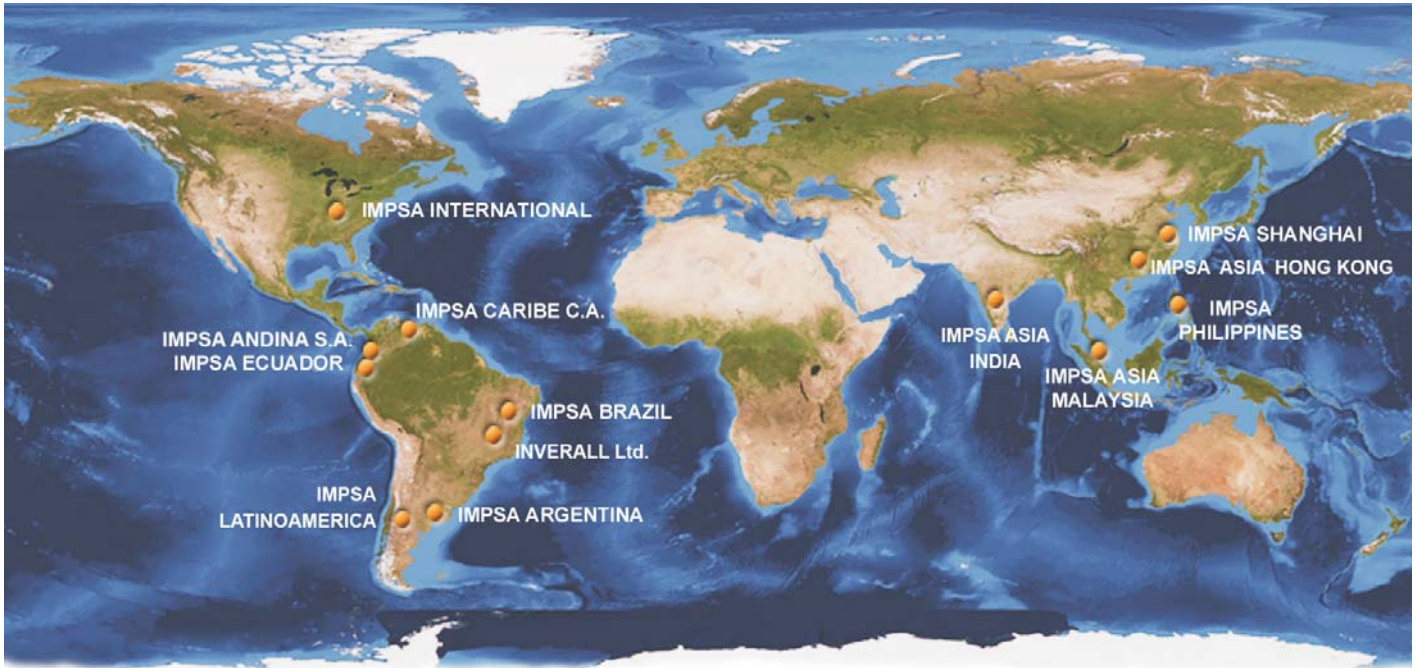 IMPSA INTERNATIONAL
IMPSA SHANGHAI
IMPSA ASIA HONG KONG
IMPSA CARIBE C.A.
IMPSA
PHILIPPINES
IMPSA ANDINA S.A.
IMPSA ECUADOR
IMPSA ASIA
INDIA
IMPSA ASIA
MALAYSIA
IMPSA BRAZIL
INVERALL Ltd.
IMPSA
LATINOAMERICA
IMPSA ARGENTINA